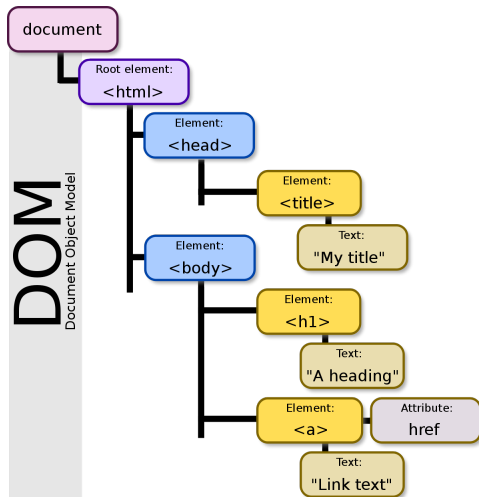 document
Root element:
<html>
Element:
<head>
Element:
<title>
Text:
"My title"
Element:
<body>
Element:
<h1>
Text:
"A heading"
Element:
<a>
Attribute:
href
Text:
"Link text"
DOM
Document Object Model